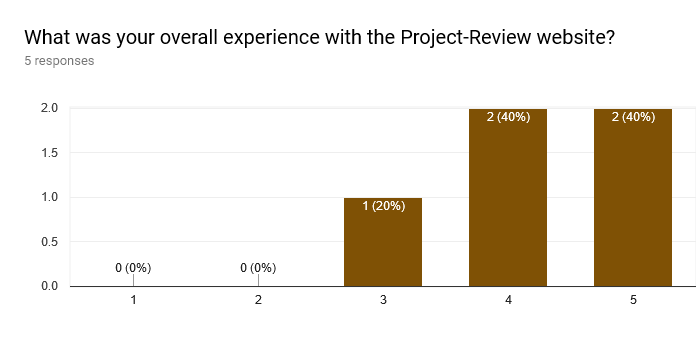 What was your overall experience with the Project-Review website?
5 responses
2.0
2 (40%) 2 (40%)
1.5
1.0
1 (20%)
0.5
0 (0%) 0 (0%)
0.0
1 2 3 4 5